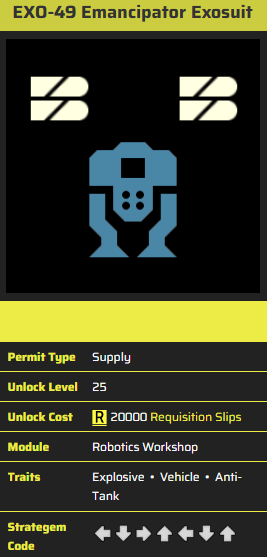 EXO-49 Emancipator Exosuit
Permit Type Supply
Unlock Level 25
Unlock Cost R 20000 Requisition Slips
Module Robotics Workshop
Traits Explosive • Vehicle • Anti-
Tank
Strategem
Code